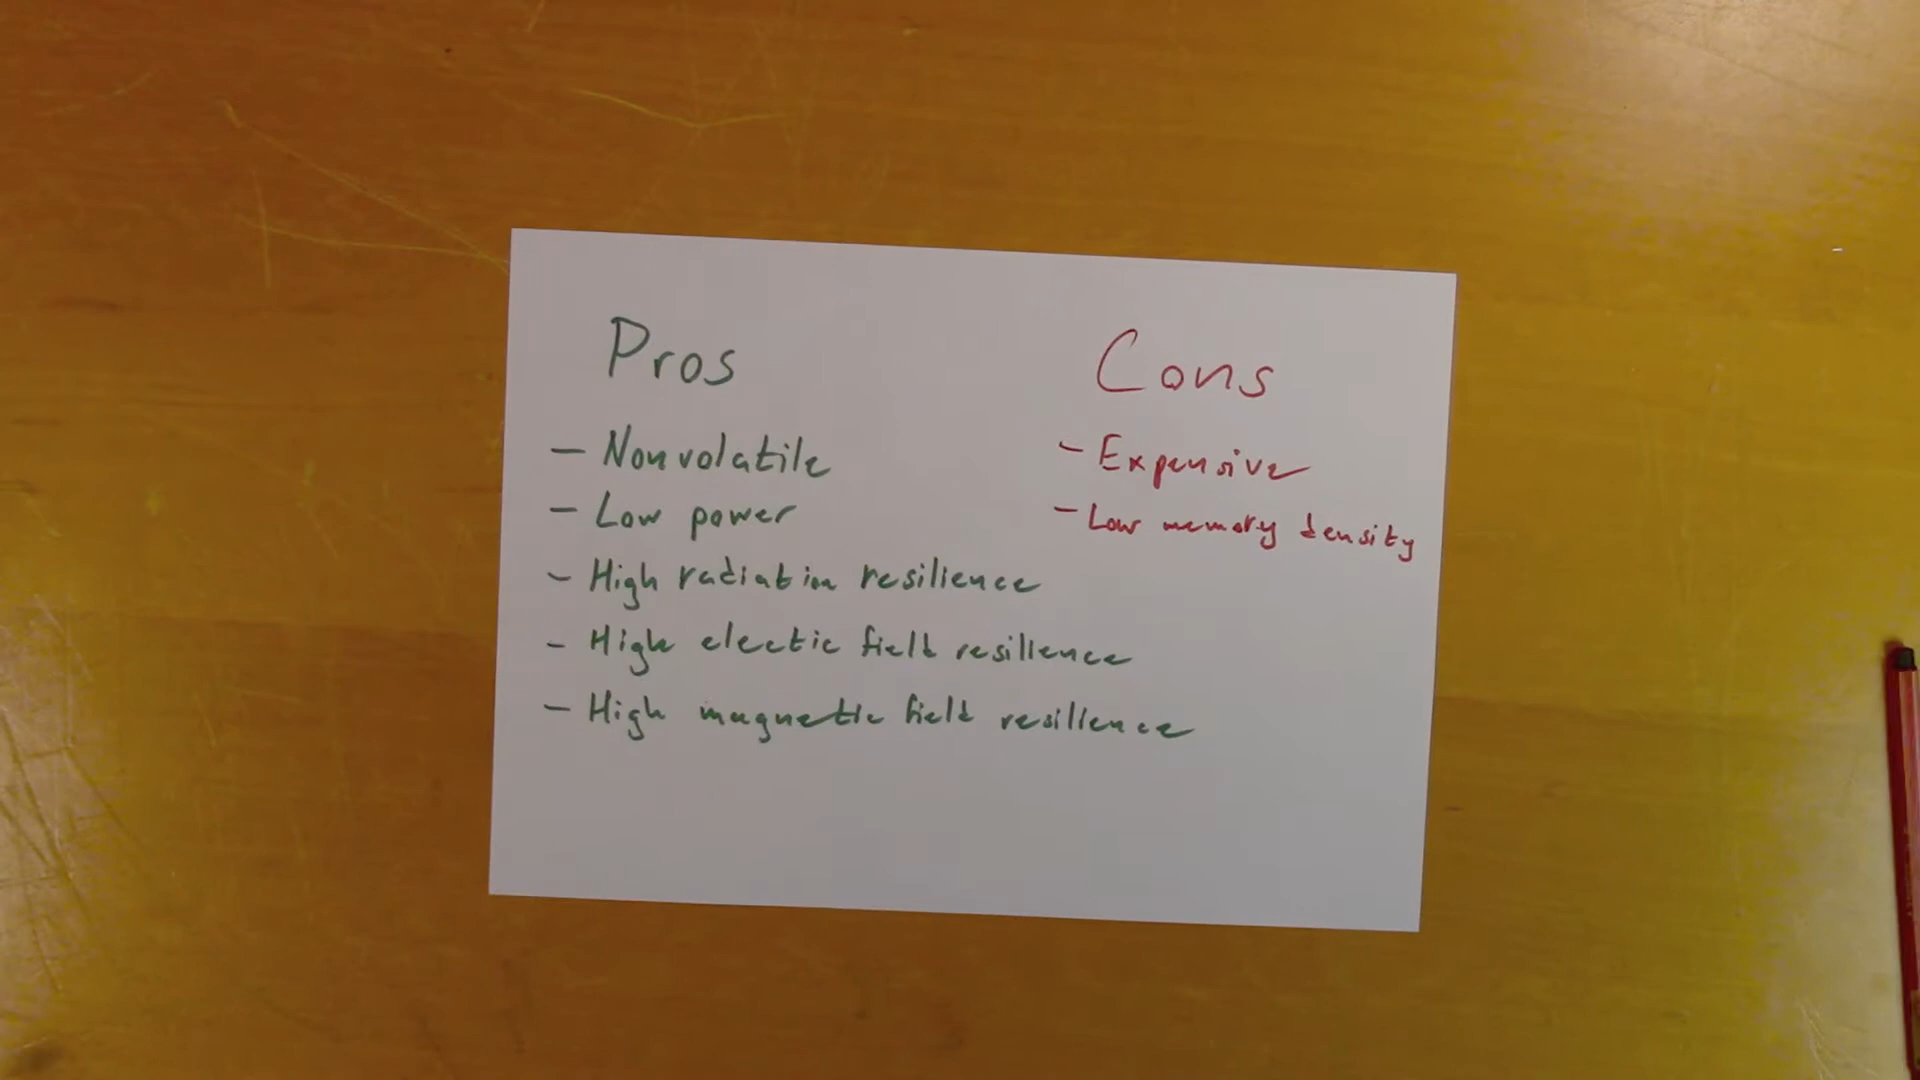 Pros
- Nonvolatile
- Low power
- High radiation resilience
- High electic field resilience
- High magnetic field resilience
Cons
- Expensive
- Low memory density